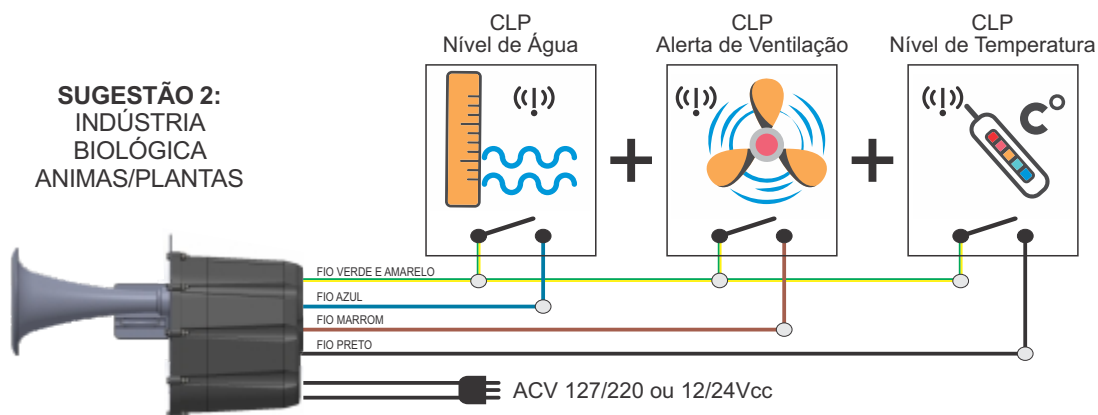 SUGESTÃO 2:
INDÚSTRIA
BIOLÓGICA
ANIMAS/PLANTAS
CLP
Nível de Água
CLP
Alerta de Ventilação
CLP
Nível de Temperatura
C°
FIO VERDE E AMARELO
FIO AZUL
FIO MARROM
FIO PRETO
ACV 127/220 ou 12/24Vcc